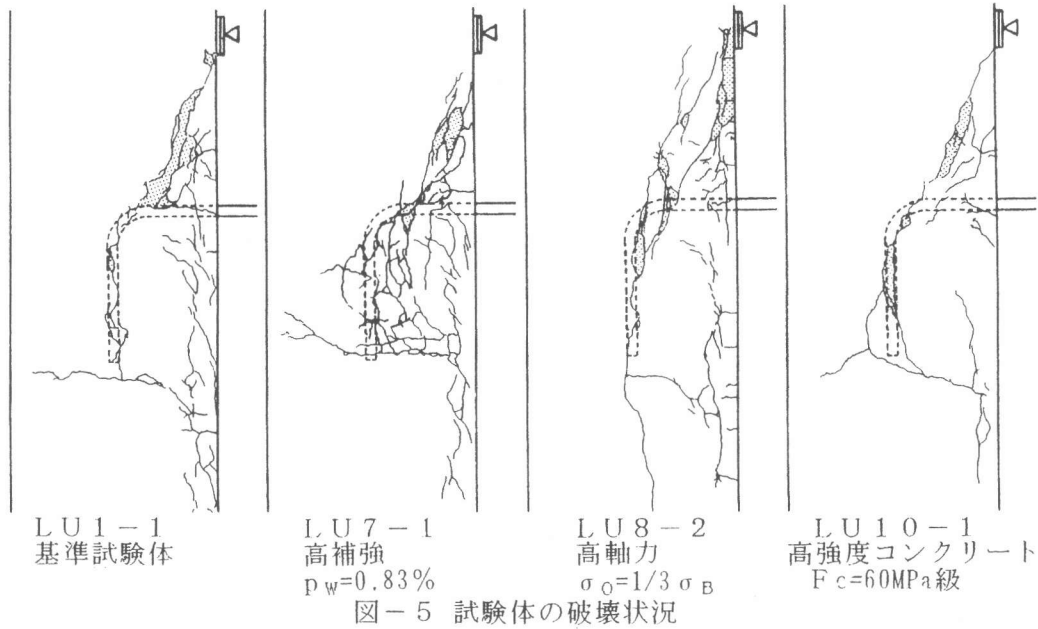 LU1-1
基準試験体
LU7-1
高補強
pw=0.83%
LU8-2
高軸力
σo=1/3σB
LU10-1
高強度コンクリート
Fc=60MPa級
図-5 試験体の破壊状況